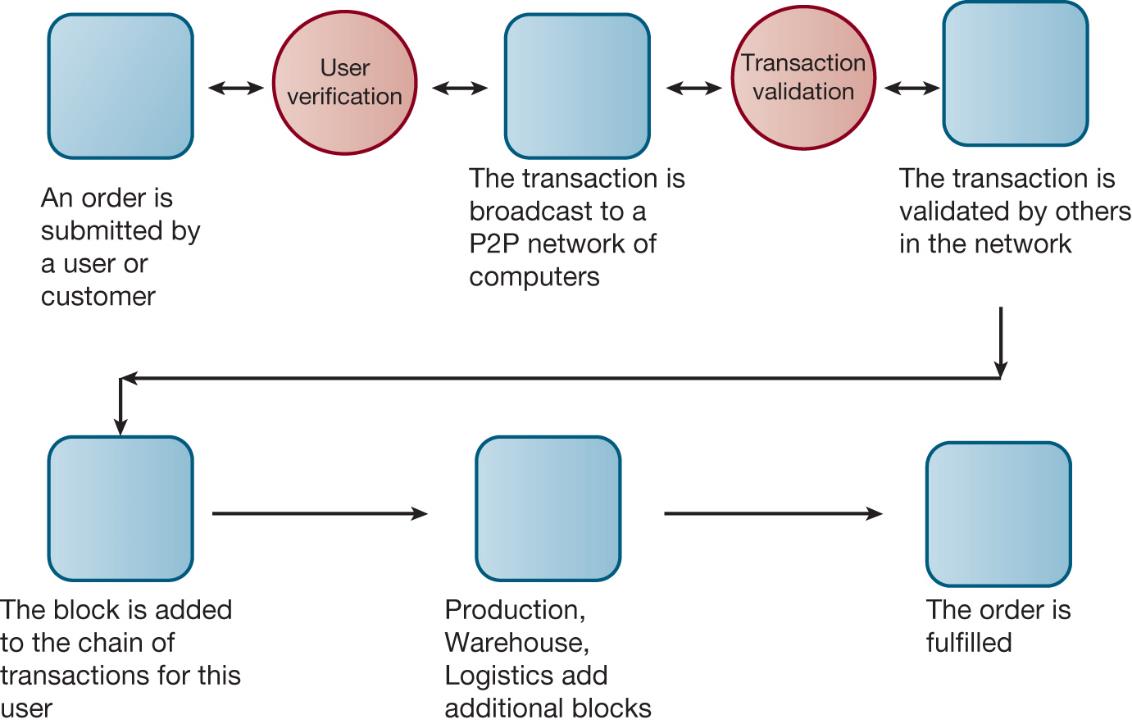 User
verification
Transaction
validation
An order is
submitted by
a user or
customer
The transaction is
broadcast to a
P2P network of
computers
The transaction is
validated by others
in the network
The block is added
to the chain of
transactions for this
user
Production,
Warehouse,
Logistics add
additional blocks
The order is
fulfilled